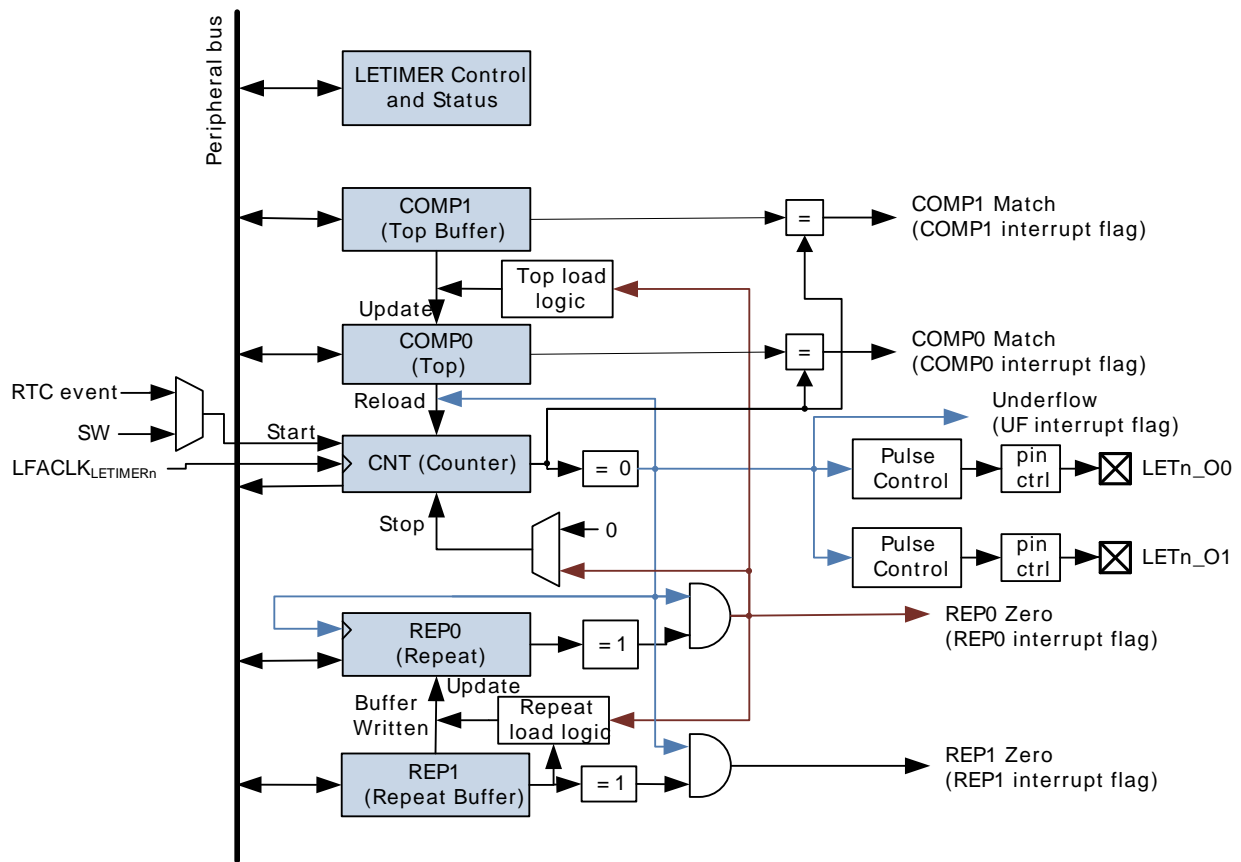 Peripheral bus
LETIMER Control
and Status
COMP1
(Top Buffer)
=
COMP1 Match
(COMP1 interrupt flag)
Top load
logic
Update
COMP0
(Top)
=
COMP0 Match
(COMP0 interrupt flag)
RTC event
SW
LFACLKLETIMERn
Reload
Start
CNT (Counter)
= 0
Underflow
(UF interrupt flag)
Pulse
Control
pin
ctrl
LETn_O0
Stop
0
Pulse
Control
pin
ctrl
LETn_O1
REP0
(Repeat)
= 1
REP0 Zero
(REP0 interrupt flag)
Update
Buffer
Written
Repeat
load logic
REP1
(Repeat Buffer)
= 1
REP1 Zero
(REP1 interrupt flag)